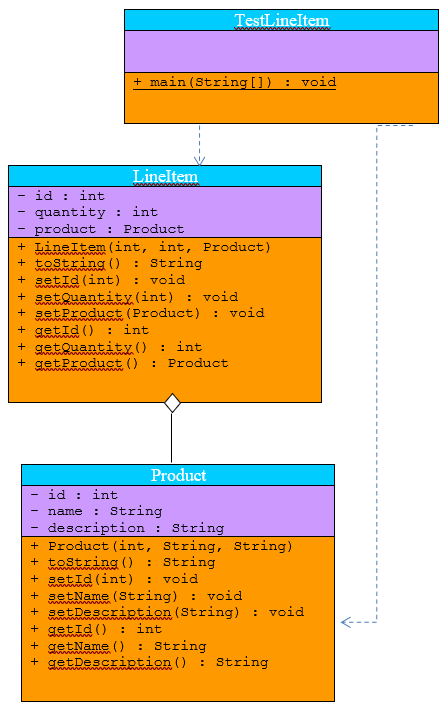 TestLineItem
+ main(String[]) : void
LineItem
- id : int
- quantity : int
- product : Product
+ LineItem(int, int, Product)
+ toString() : String
+ setId(int) : void
+ setQuantity(int) : void
+ setProduct(Product) : void
+ getId() : int
+ getQuantity() : int
+ getProduct() : Product
Product
- id : int
- name : String
- description : String
+ Product(int, String, String)
+ toString() : String
+ setId(int) : void
+ setName(String) : void
+ setDescription(String) : void
+ getId() : int
+ getName() : String
+ getDescription() : String